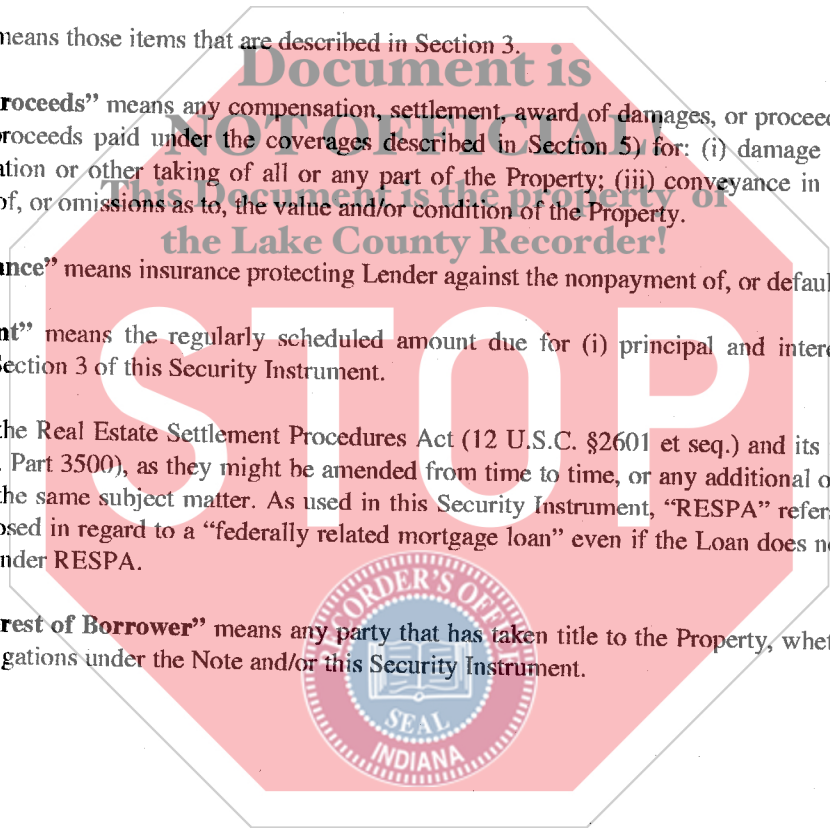 means those items that are described in Section 3.
Document is
roceeds” means any compensation, settlement, award of damages, or proceed
NOT OFFICIAL!
proceeds paid under the coverages described in Section 5) for: (i) damage
ation or other taking of all or any part of the Property; (iii) conveyance in
This Document is the property of
of, or omissions as to, the value and/or condition of the Property.
the Lake County Recorder!
ance” means insurance protecting Lender against the nonpayment of, or defaul
nt” means the regularly scheduled amount due for (i) principal and intere
Section 3 of this Security Instrument.
STOP
the Real Estate Settlement Procedures Act (12 U.S.C. §2601 et seq.) and its
. Part 3500), as they might be amended from time to time, or any additional o
the same subject matter. As used in this Security Instrument, “RESPA” refers
osed in regard to a “federally related mortgage loan” even if the Loan does no
nder RESPA.
RECORDER'S OFFICE
rest of Borrower” means any party that has taken title to the Property, whet
gations under the Note and/or this Security Instrument.
SEAL
INDIANA